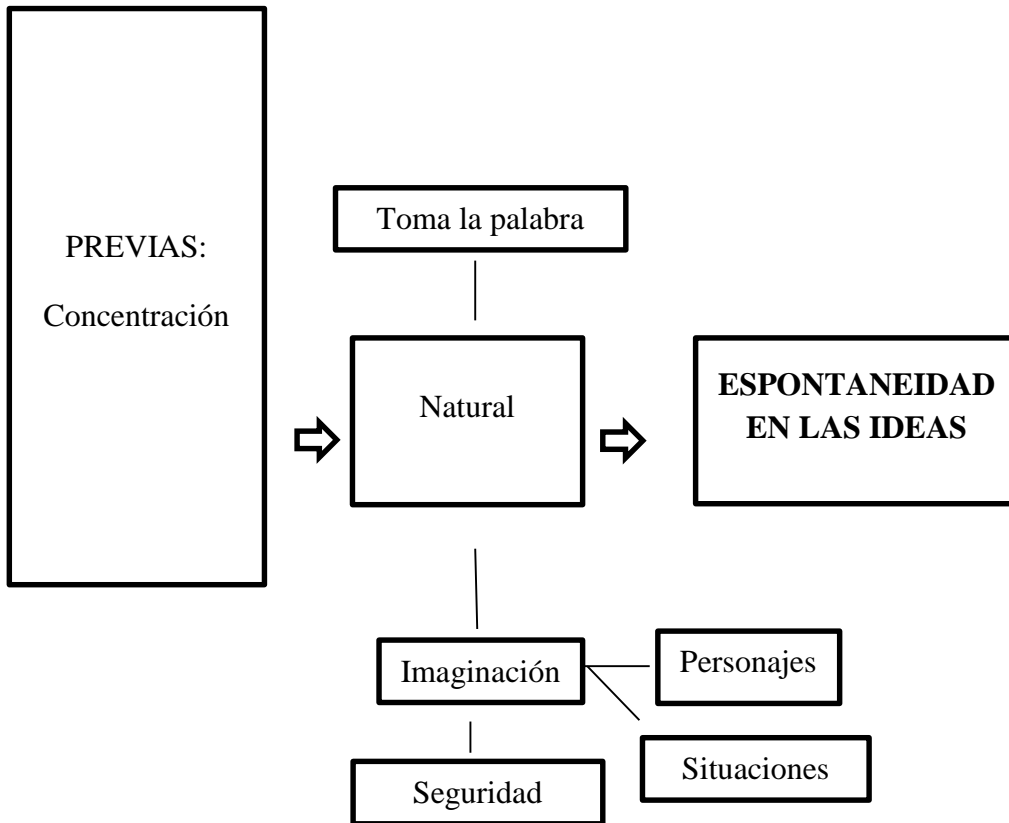 PREVIAS:
Concentración
Toma la palabra
Natural
ESPONTANEIDAD
EN LAS IDEAS
Imaginación
Personajes
Situaciones
Seguridad